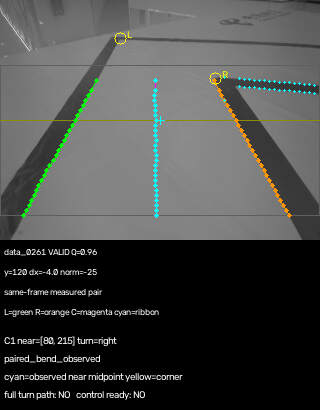 L
R
data_0261 VALID Q=0.96
y=120 dx=-4.0 norm=-25
same-frame measured pair
L=green R=orange C=magenta cyan=ribbon
C1 near=[80, 215] turn=right
paired_bend_observed
cyan=observed near midpoint yellow=corner
full turn path: NO control ready: NO